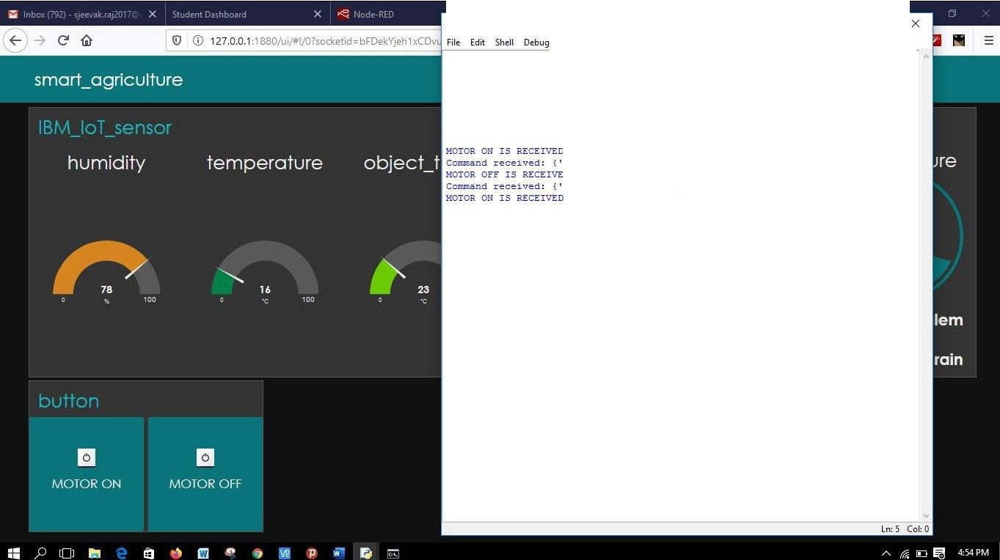 Inbox (792) - sjeevak.raj2017@v
Student Dashboard
Node-RED
127.0.0.1:1880/ui/#!/0?socketid=bFDekYjeh1xCDvu
File Edit Shell Debug
smart_agriculture
IBM_IoT_sensor
humidity
temperature
object_t
ure
78
%
0
100
16
°C
0
100
23
°C
0
lem
rain
MOTOR ON IS RECEIVED
Command received: {'
MOTOR OFF IS RECEIVE
Command received: {'
MOTOR ON IS RECEIVED
button
MOTOR ON
MOTOR OFF
Ln: 5 Col: 0
4:54 PM